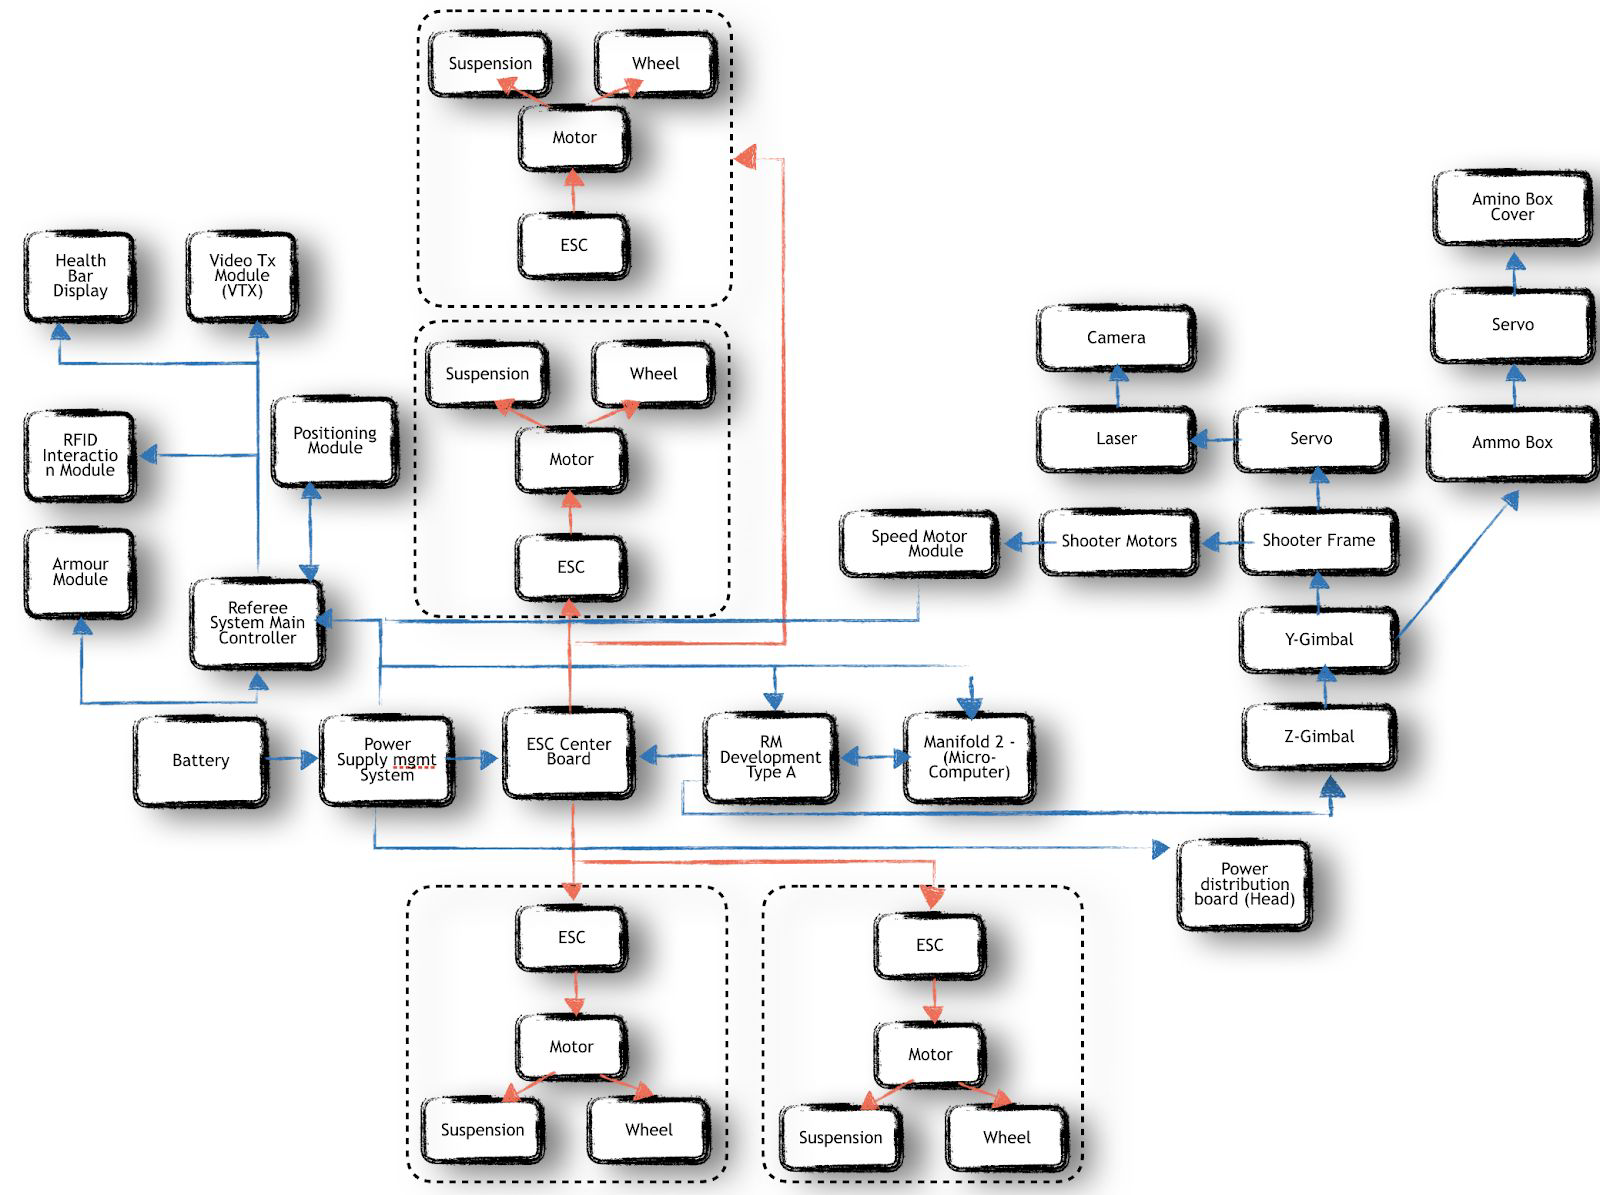 Suspension
Wheel
Motor
ESC
Amino Box
Cover
Health
Bar
Display
Video Tx
Module
(VTX)
Servo
Camera
Suspension
Wheel
RFID
Interactio
n Module
Positioning
Module
Motor
Laser
Servo
Ammo Box
Speed Motor
Module
Shooter Motors
Shooter Frame
Armour
Module
ESC
Referee
System Main
Controller
Y-Gimbal
Z-Gimbal
Battery
Power
Supply mgmt
System
ESC Center
Board
RM
Development
Type A
Manifold 2 -
(Micro-
Computer)
Power
distribution
board (Head)
ESC
Motor
Suspension
Wheel
ESC
Motor
Suspension
Wheel